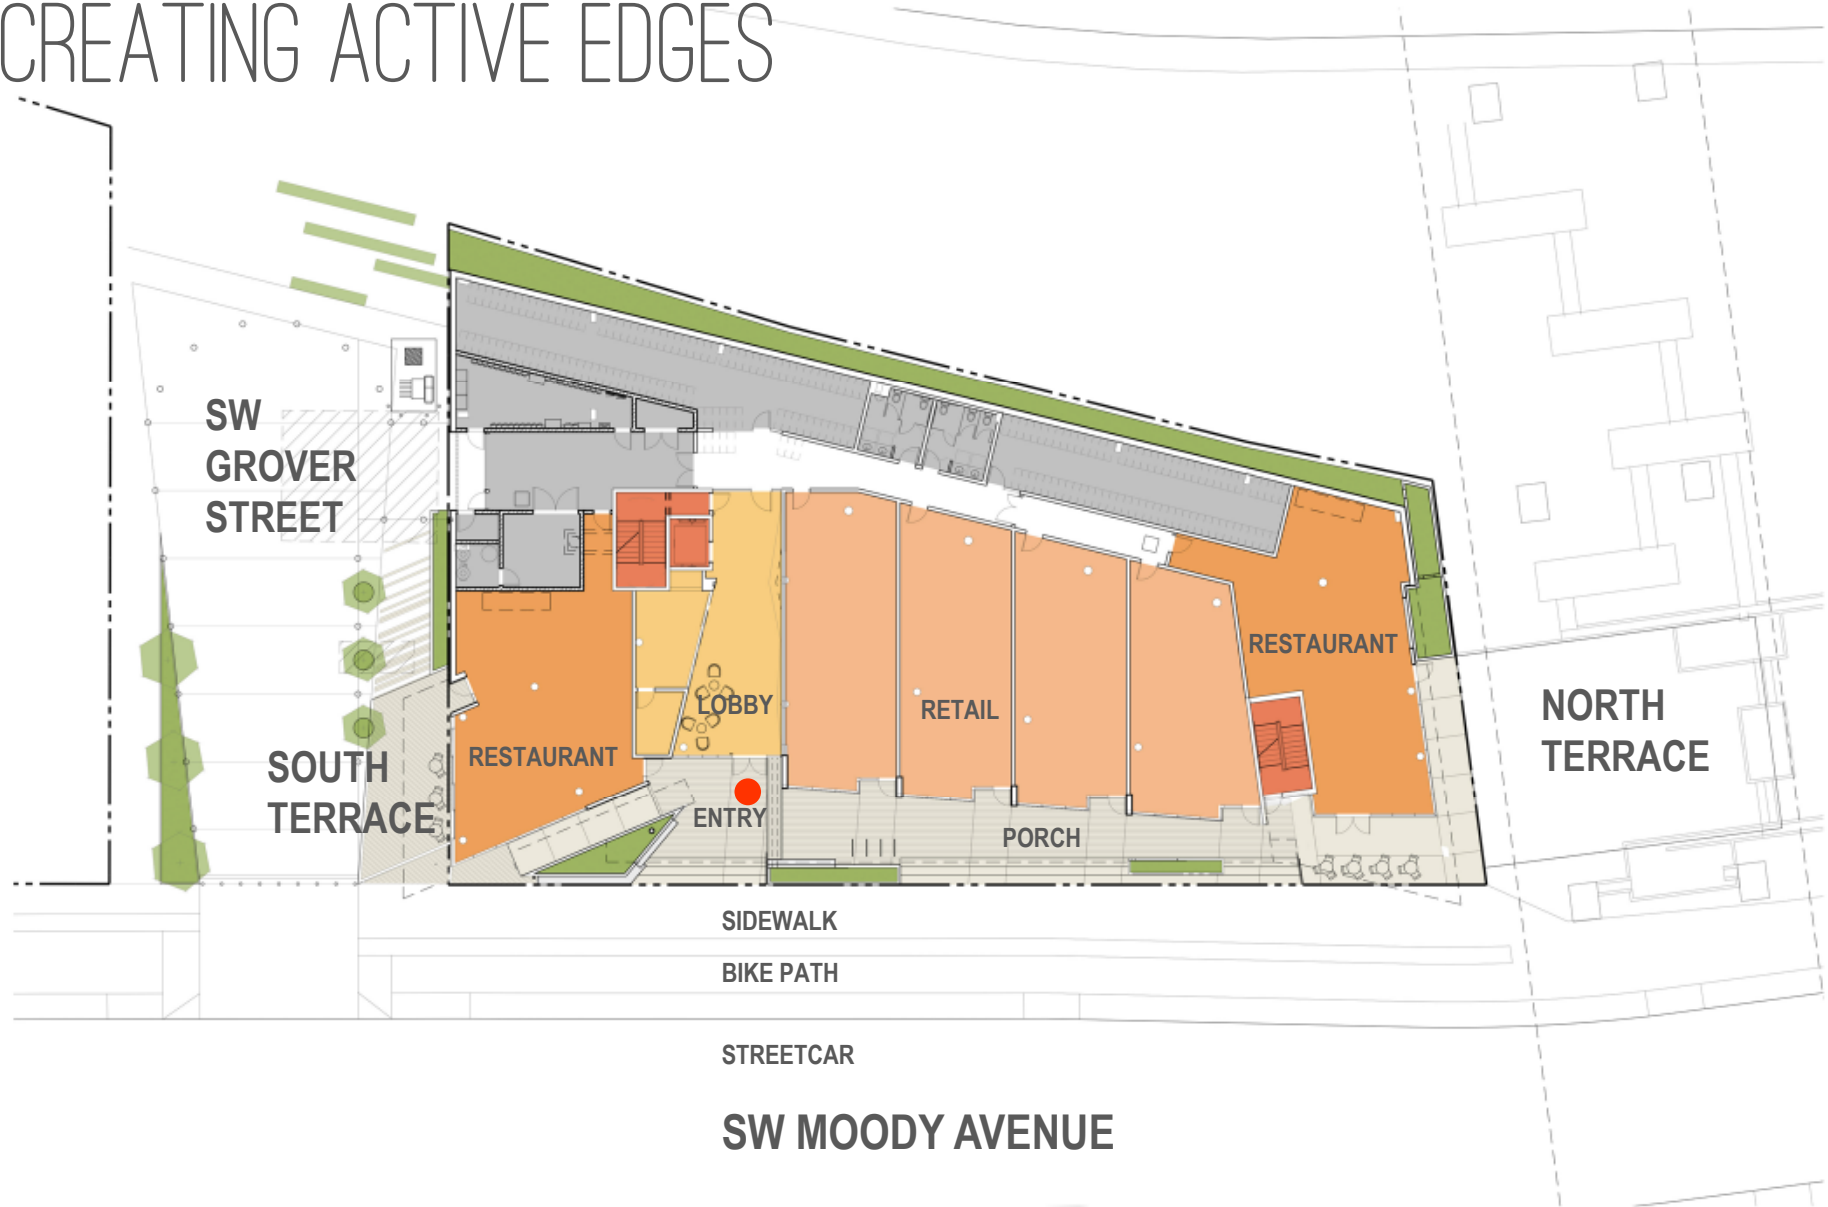 CREATING ACTIVE EDGES
SW
GROVER
STREET
SOUTH
TERRACE
RESTAURANT
LOBBY
ENTRY
RETAIL
PORCH
RESTAURANT
NORTH
TERRACE
SIDEWALK
BIKE PATH
STREETCAR
SW MOODY AVENUE